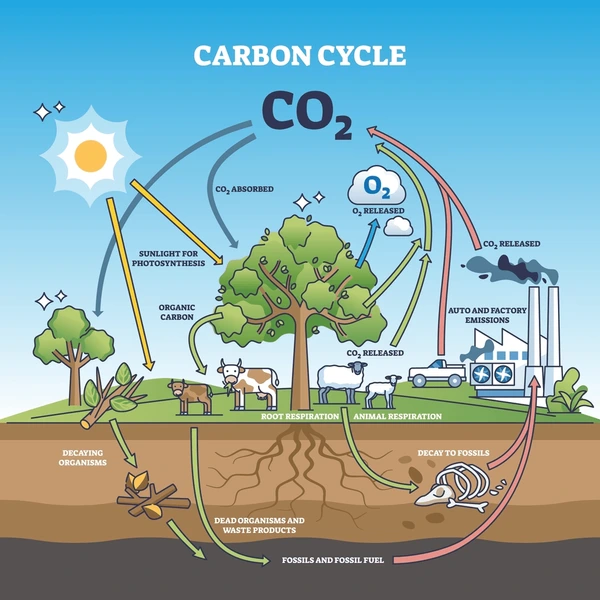 CARBON CYCLE
CO₂
CO₂ ABSORBED
O₂
O₂ RELEASED
CO₂ RELEASED
SUNLIGHT FOR
PHOTOSYNTHESIS
ORGANIC
CARBON
AUTO AND FACTORY
EMISSIONS
CO₂ RELEASED
ROOT RESPIRATION
ANIMAL RESPIRATION
DECAYING
ORGANISMS
DECAY TO FOSSILS
DEAD ORGANISMS AND
WASTE PRODUCTS
FOSSILS AND FOSSIL FUEL